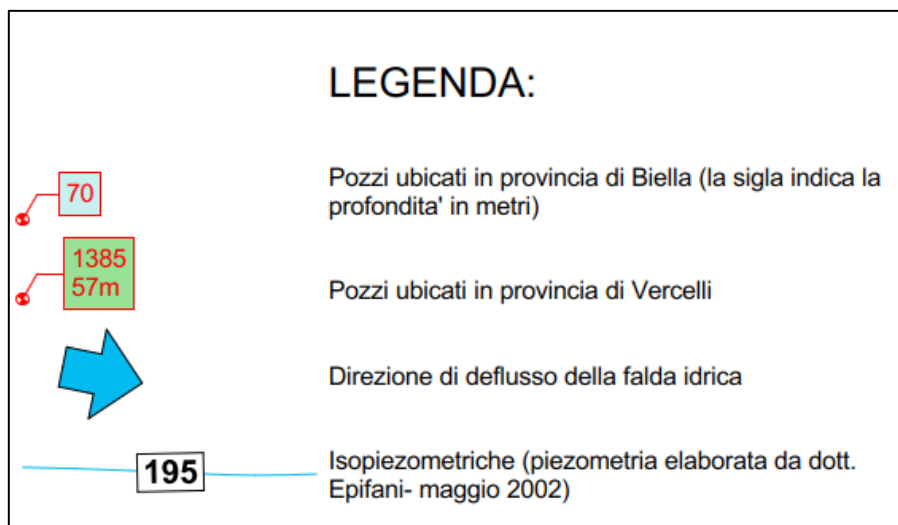 LEGENDA:
70
Pozzi ubicati in provincia di Biella (la sigla indica la
profondita' in metri)
1385
57m
Pozzi ubicati in provincia di Vercelli
Direzione di deflusso della falda idrica
195
Isopiezometriche (piezometria elaborata da dott.
Epifani- maggio 2002)